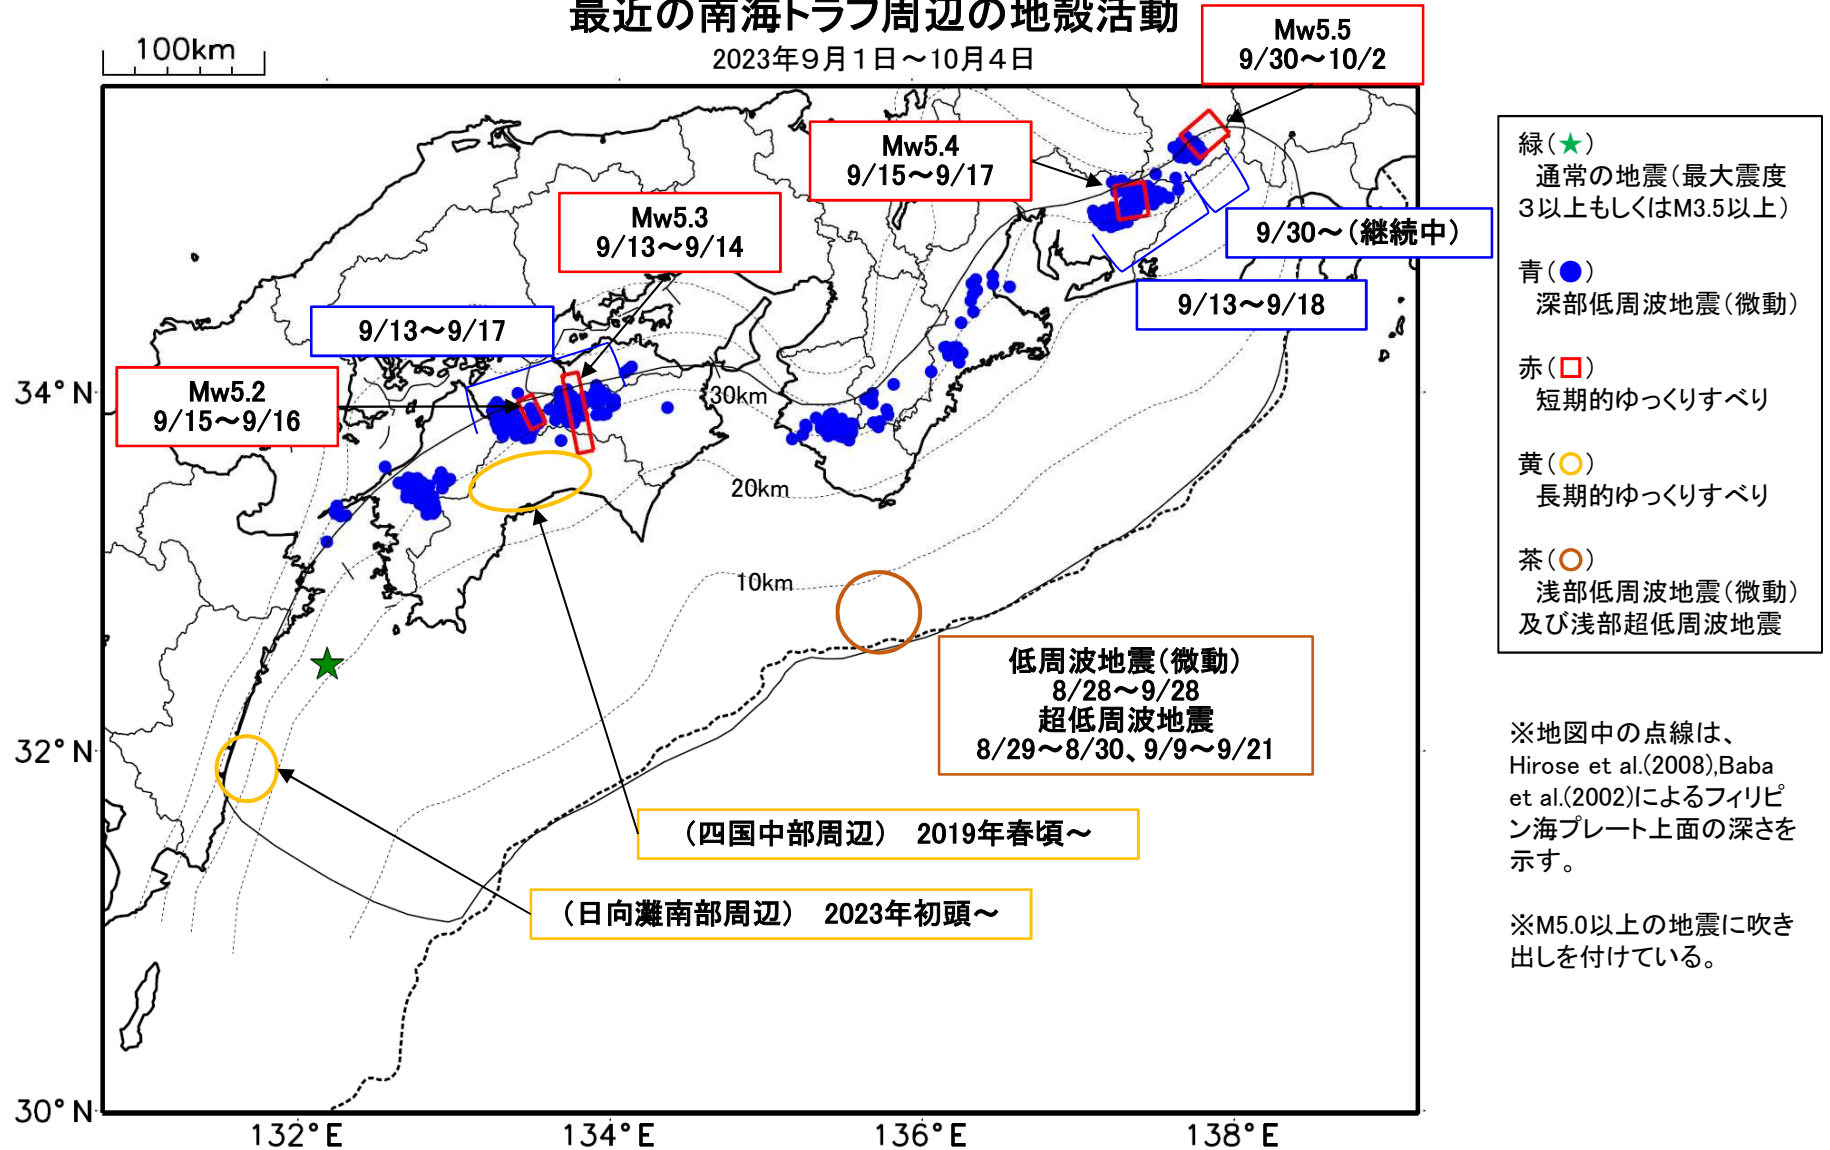 最近の南海トラフ周辺の地殻活動
2023年９月１日～10月４日
100km
Mw5.5
9/30～10/2
Mw5.4
9/15～9/17
Mw5.3
9/13～9/14
9/30～（継続中）
9/13～9/18
9/13～9/17
Mw5.2
9/15～9/16
34°N
32°N
30°N
30km
20km
10km
低周波地震（微動）
8/28～9/28
超低周波地震
8/29～8/30、9/9～9/21
（四国中部周辺）　2019年春頃～
（日向灘南部周辺）　2023年初頭～
132°E
134°E
136°E
138°E
緑（★）
通常の地震（最大震度
３以上もしくはM3.5以上）
青（●）
深部低周波地震（微動）
赤（□）
短期的ゆっくりすべり
黄（○）
長期的ゆっくりすべり
茶（○）
浅部低周波地震（微動）
及び浅部超低周波地震
※地図中の点線は、
Hirose et al.(2008),Baba
et al.(2002)によるフィリピ
ン海プレート上面の深さを
示す。
※M5.0以上の地震に吹き
出しを付けている。